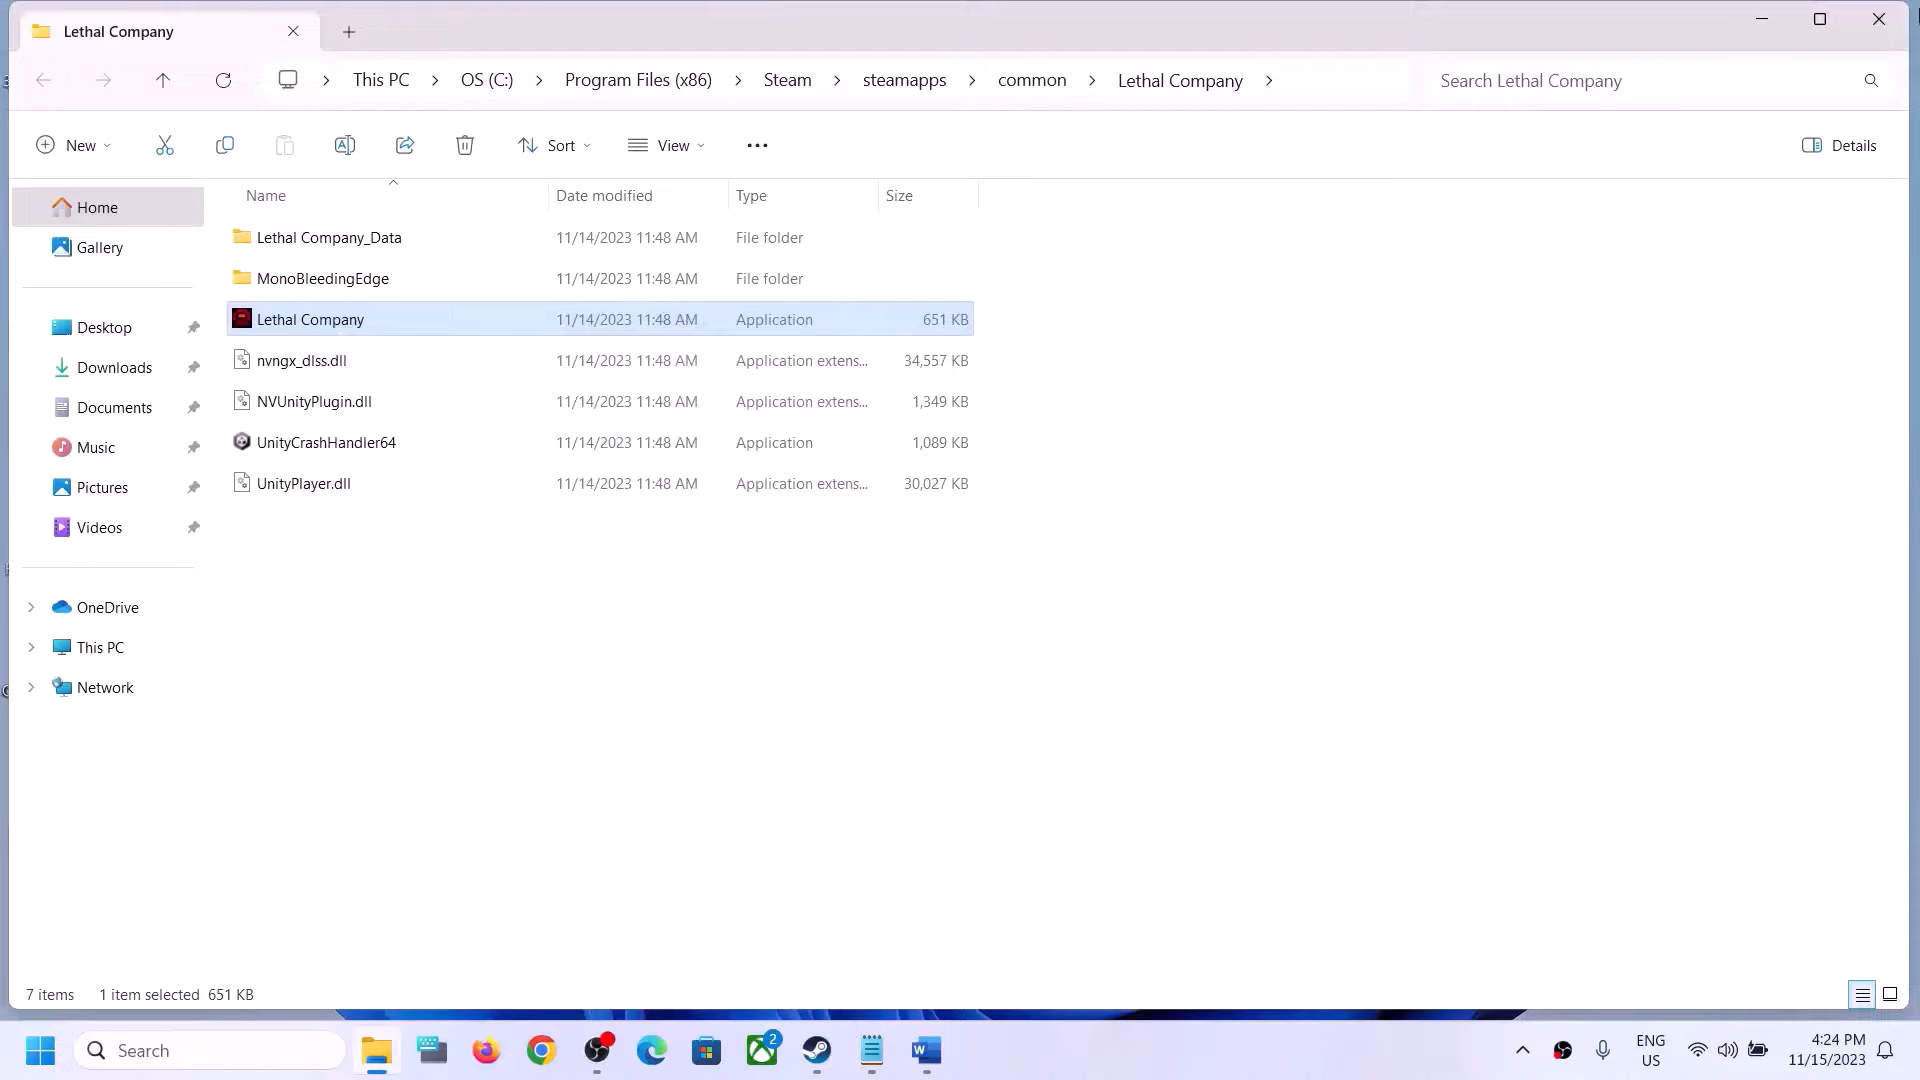 Lethal Company
This PC
OS (C:)
Program Files (x86)
Steam
steamapps
common
Lethal Company
Search Lethal Company
New
Sort
View
Details
Name
Date modified
Type
Size
Home
Gallery
Desktop
Downloads
Documents
Music
Pictures
Videos
OneDrive
This PC
Network
Lethal Company_Data 11/14/2023 11:48 AM File folder
MonoBleedingEdge 11/14/2023 11:48 AM File folder
Lethal Company 11/14/2023 11:48 AM Application 651 KB
nvngx_dlss.dll 11/14/2023 11:48 AM Application extens... 34,557 KB
NVUnityPlugin.dll 11/14/2023 11:48 AM Application extens... 1,349 KB
UnityCrashHandler64 11/14/2023 11:48 AM Application 1,089 KB
UnityPlayer.dll 11/14/2023 11:48 AM Application extens... 30,027 KB
7 items 1 item selected 651 KB
Search
2
ENG
US
4:24 PM
11/15/2023